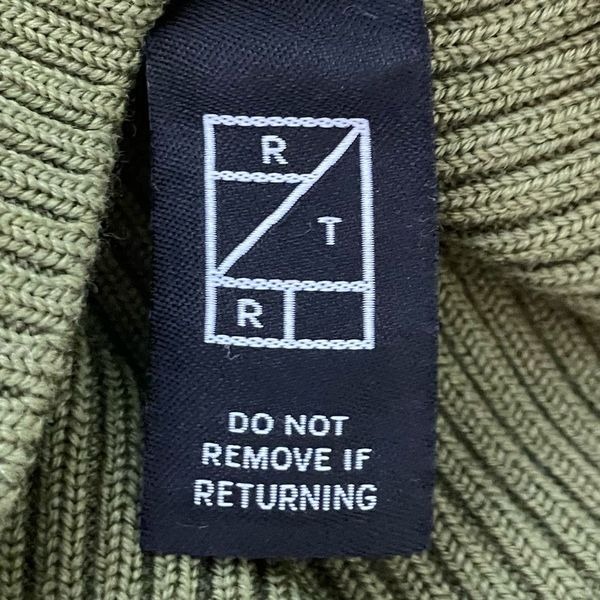 R
T
R
DO NOT
REMOVE IF
RETURNING